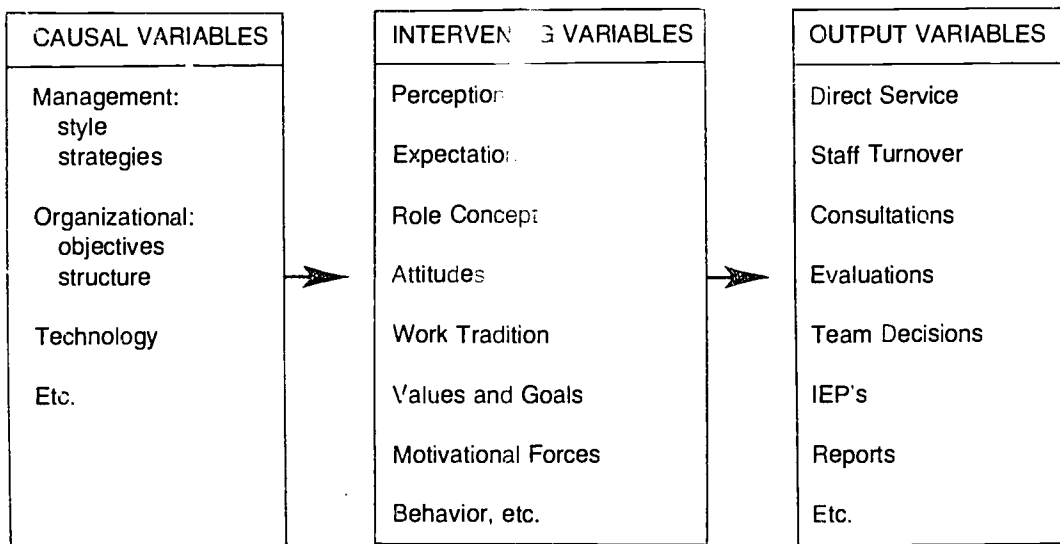 CAUSAL VARIABLES
Management:
style
strategies
Organizational:
objectives
structure
Technology
Etc.
INTERVEN G VARIABLES
Perception
Expectation
Role Concept
Attitudes
Work Tradition
Values and Goals
Motivational Forces
Behavior, etc.
OUTPUT VARIABLES
Direct Service
Staff Turnover
Consultations
Evaluations
Team Decisions
IEP's
Reports
Etc.